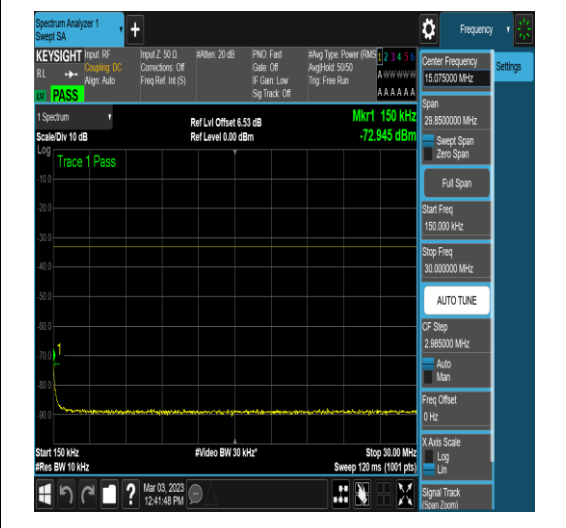 Spectrum Analyzer 1
Swept SA
+
Frequency
KEYSIGHT
RL
PASS
Input: RF
Coupling: DC
Align: Auto
Input Z: 50 Ω
Corrections: Off
Freq Ref: Int (S)
#Atten: 20 dB
PNO: Fast
Gate: Off
IF Gain: Low
Sig Track: Off
#Avg Type: Power (RMS)
Avg|Hold: 50/50
Trig: Free Run
1 2 3 4 5 6
A W W W W W
A A A A A A
1 Spectrum
Scale/Div 10 dB
Ref Lvl Offset 6.53 dB
Ref Level 0.00 dBm
Mkr1 150 kHz
-72.945 dBm
Log
Trace 1 Pass
-10.0
-20.0
-30.0
-40.0
-50.0
-60.0
-70.0
-80.0
-90.0
1
Start 150 kHz
#Res BW 10 kHz
#Video BW 30 kHz*
Stop 30.00 MHz
Sweep 120 ms (1001 pts)
Center Frequency
15.075000 MHz
Settings
Span
29.8500000 MHz
Swept Span
Zero Span
Full Span
Start Freq
150.000 kHz
Stop Freq
30.000000 MHz
AUTO TUNE
CF Step
2.985000 MHz
Auto
Man
Freq Offset
0 Hz
X Axis Scale
Log
Lin
Signal Track
(Span Zoom)
?
Mar 03, 2023
12:41:48 PM